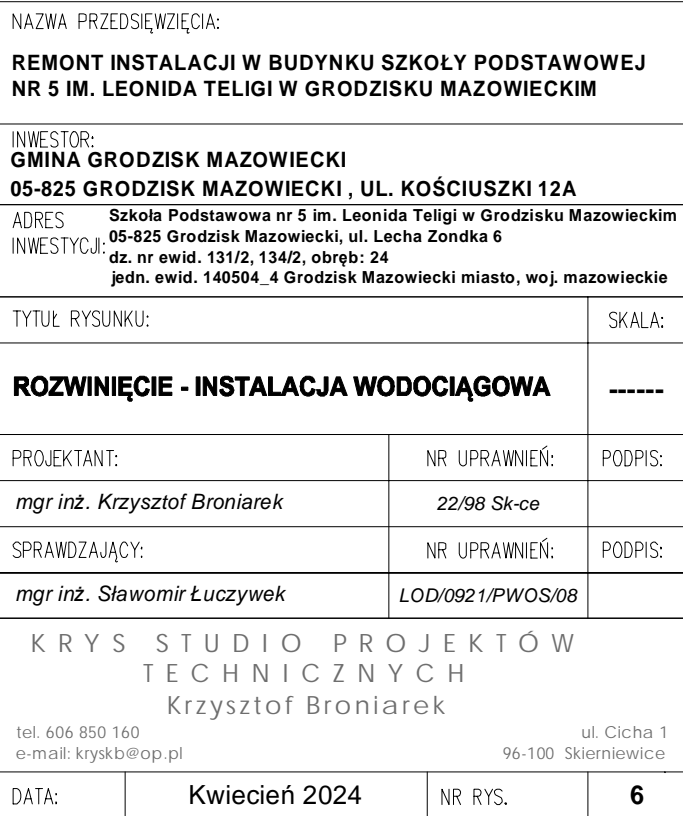 NAZWA PRZEDSIĘWZIĘCIA:
REMONT INSTALACJI W BUDYNKU SZKOŁY PODSTAWOWEJ
NR 5 IM. LEONIDA TELIGI W GRODZISKU MAZOWIECKIM
INWESTOR:
GMINA GRODZISK MAZOWIECKI
05-825 GRODZISK MAZOWIECKI , UL. KOŚCIUSZKI 12A
ADRES INWESTYCJI:
Szkoła Podstawowa nr 5 im. Leonida Teligi w Grodzisku Mazowieckim
05-825 Grodzisk Mazowiecki, ul. Lecha Zondka 6
dz. nr ewid. 131/2, 134/2, obręb: 24
jedn. ewid. 140504_4 Grodzisk Mazowiecki miasto, woj. mazowieckie
TYTUŁ RYSUNKU: SKALA:
ROZWINIĘCIE - INSTALACJA WODOCIĄGOWA ------
PROJEKTANT: NR UPRAWNIEŃ: PODPIS:
mgr inż. Krzysztof Broniarek 22/98 Sk-ce
SPRAWDZAJĄCY: NR UPRAWNIEŃ: PODPIS:
mgr inż. Sławomir Łuczywek LOD/0921/PWOS/08
KRYS STUDIO PROJEKTÓW
TECHNICZNYCH
Krzysztof Broniarek
tel. 606 850 160 ul. Cicha 1
e-mail: kryskb@op.pl 96-100 Skierniewice
DATA: Kwiecień 2024 NR RYS. 6